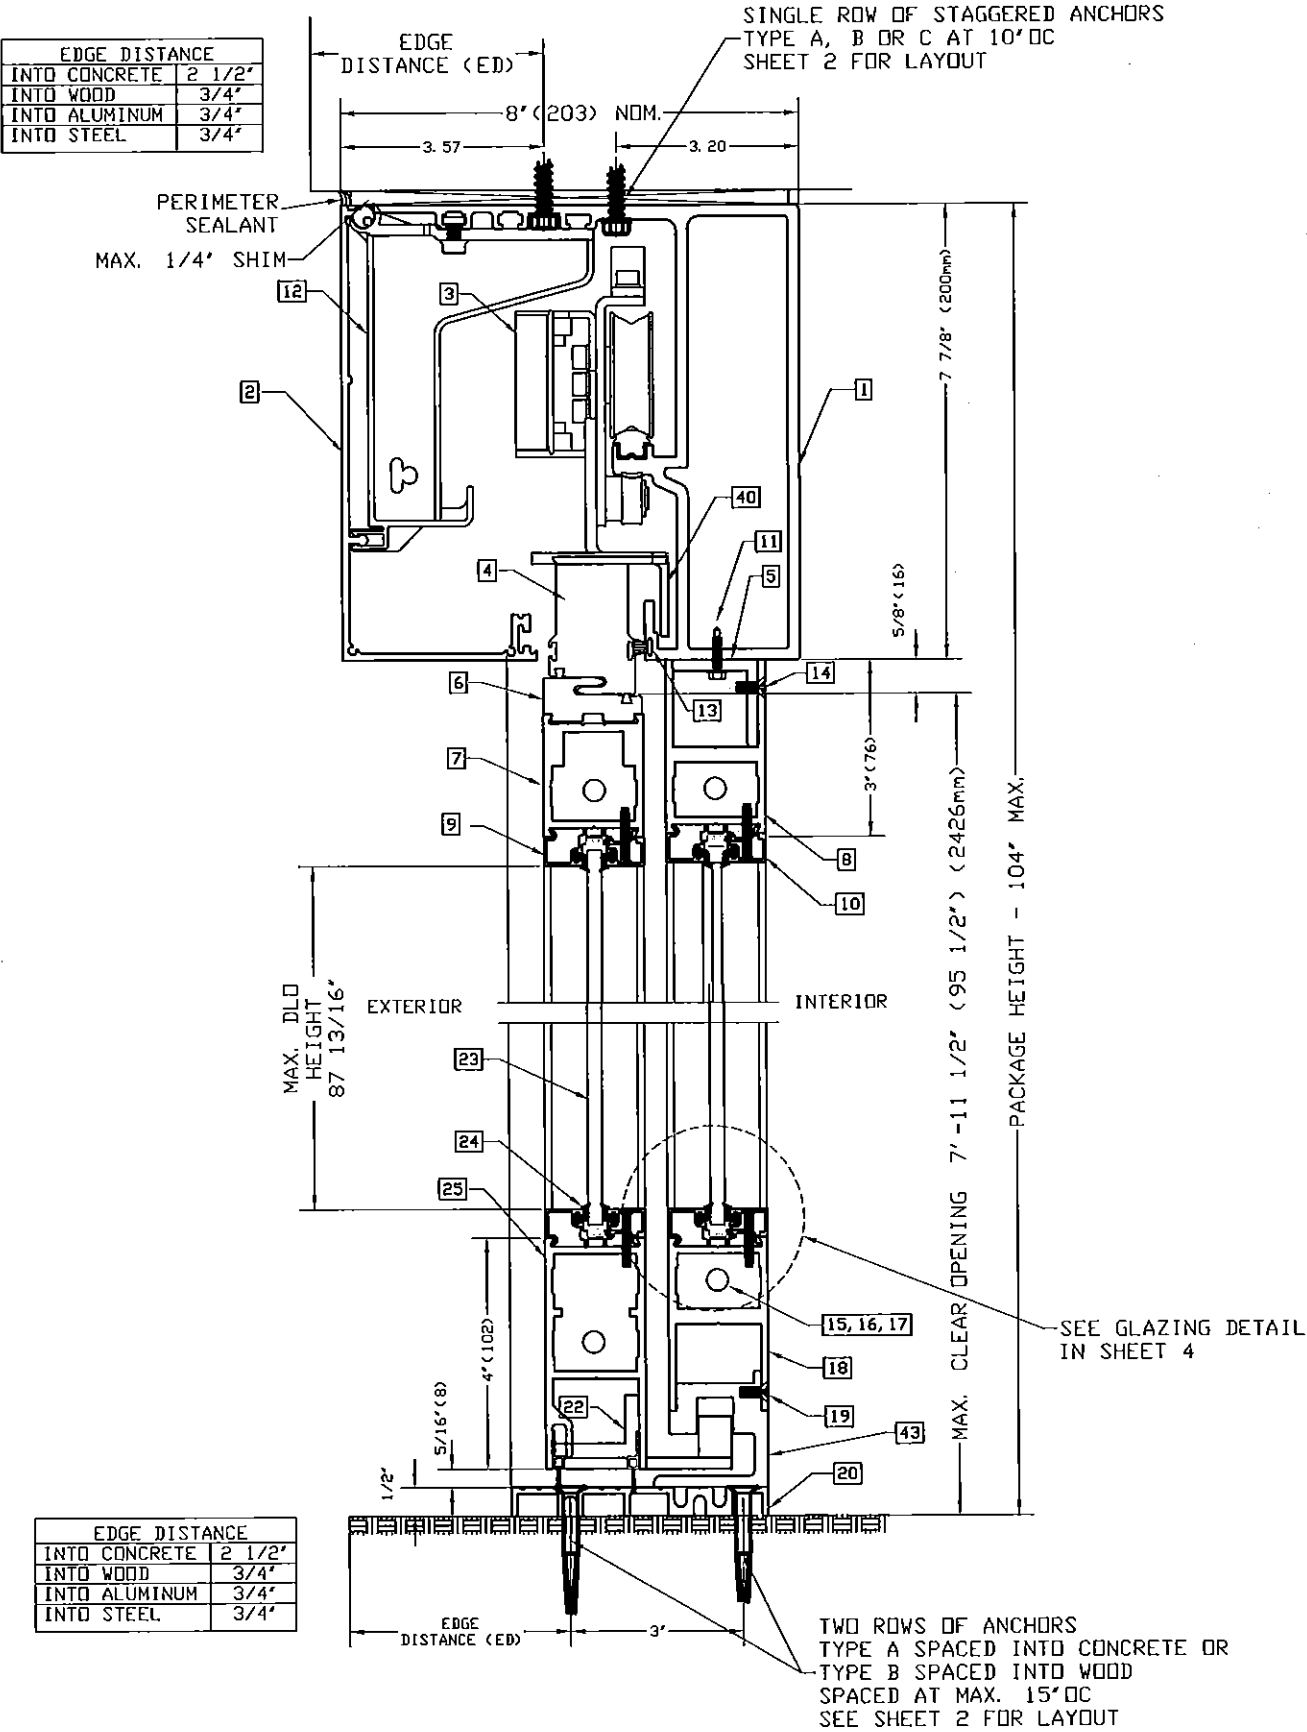 SINGLE ROW OF STAGGERED ANCHORS
TYPE A, B OR C AT 10" OC
SHEET 2 FOR LAYOUT
EDGE
DISTANCE (ED)
EDGE DISTANCE
INTO CONCRETE 2 1/2"
INTO WOOD 3/4"
INTO ALUMINUM 3/4"
INTO STEEL 3/4"
8" (203) NOM.
3.57
3.20
PERIMETER
SEALANT
MAX. 1/4" SHIM
12
3
2
1
7 7/8" (200mm)
40
11
4
5
5/8" (16)
14
6
13
7
3" (76)
9
8
10
MAX. DLO
HEIGHT
87 13/16"
EXTERIOR
INTERIOR
MAX. CLEAR OPENING 7'-11 1/2" (95 1/2") (2426mm)
PACKAGE HEIGHT - 104" MAX.
23
24
25
15, 16, 17
SEE GLAZING DETAIL
IN SHEET 4
4" (102)
18
22
19
5/16" (8)
43
1/2"
20
EDGE DISTANCE
INTO CONCRETE 2 1/2"
INTO WOOD 3/4"
INTO ALUMINUM 3/4"
INTO STEEL 3/4"
EDGE
DISTANCE (ED)
3"
TWO ROWS OF ANCHORS
TYPE A SPACED INTO CONCRETE OR
TYPE B SPACED INTO WOOD
SPACED AT MAX. 15" OC
SEE SHEET 2 FOR LAYOUT